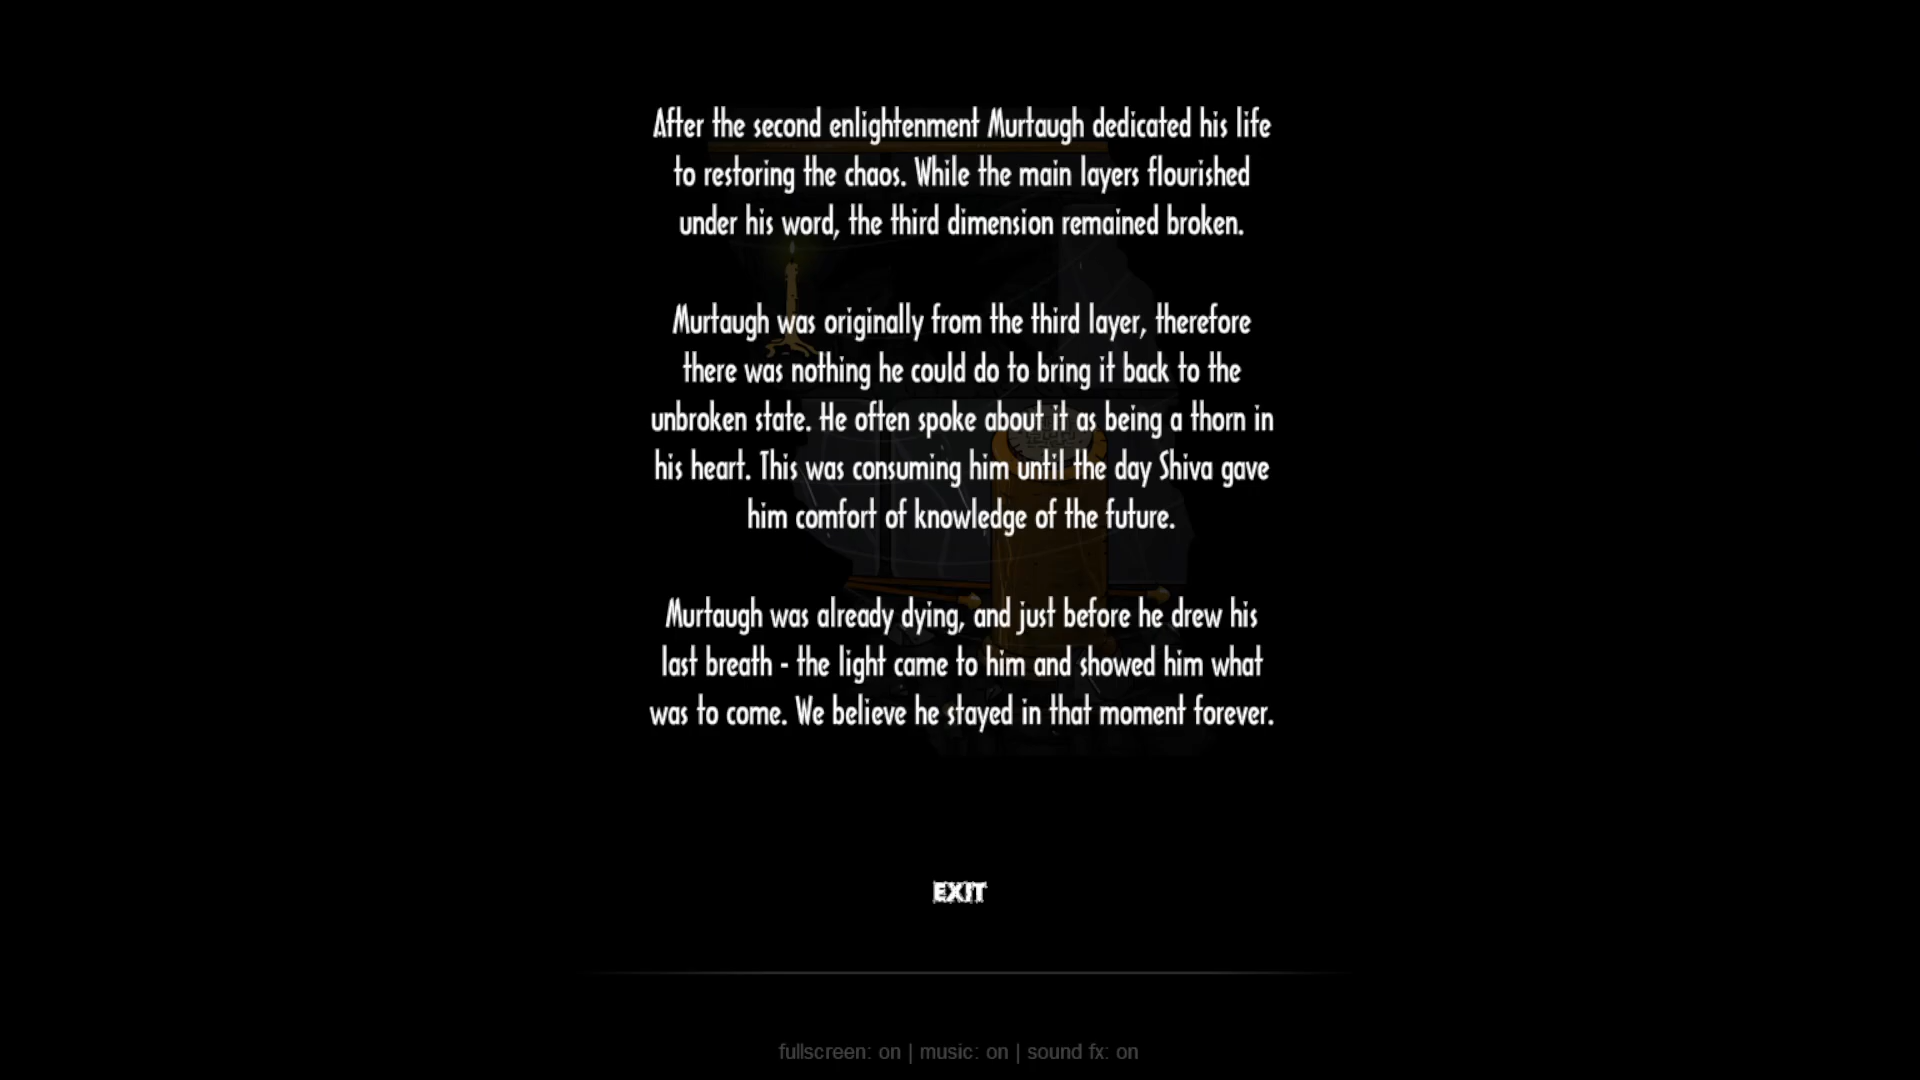 After the second enlightenment Murtaugh dedicated his life
to restoring the chaos. While the main layers flourished
under his word, the third dimension remained broken.
Murtaugh was originally from the third layer, therefore
there was nothing he could do to bring it back to the
unbroken state. He often spoke about it as being a thorn in
his heart. This was consuming him until the day Shiva gave
him comfort of knowledge of the future.
Murtaugh was already dying, and just before he drew his
last breath - the light came to him and showed him what
was to come. We believe he stayed in that moment forever.
EXIT
fullscreen: on | music: on | sound fx: on